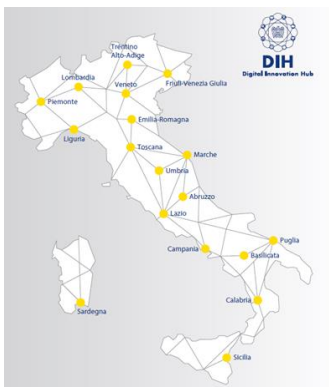 DIH
Digital Innovation Hub
Trentino
Alto-Adige
Lombardia
Veneto
Friuli-Venezia Giulia
Piemonte
Emilia-Romagna
Liguria
Toscana
Marche
Umbria
Abruzzo
Lazio
Campania
Puglia
Basilicata
Calabria
Sardegna
Sicilia